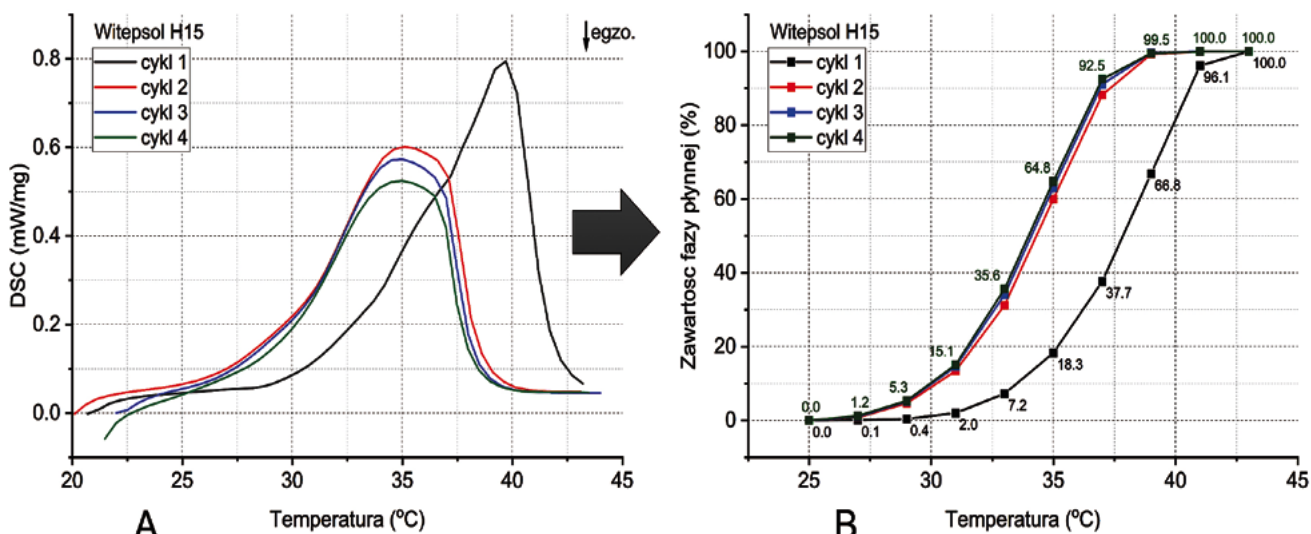 Witepsol H15
cykl 1
cykl 2
cykl 3
cykl 4
egzo.
0.8
0.6
0.4
0.2
0.0
DSC (mW/mg)
20 25 30 35 40 45
Temperatura (ºC)
A
Witepsol H15
cykl 1
cykl 2
cykl 3
cykl 4
100
80
60
40
20
0
Zawartosc fazy płynnej (%)
0.0 1.2 5.3 15.1 35.6 64.8 92.5 99.5 100.0 100.0
0.0 0.1 0.4 2.0 7.2 18.3 37.7 66.8 96.1 100.0
25 30 35 40 45
Temperatura (ºC)
B